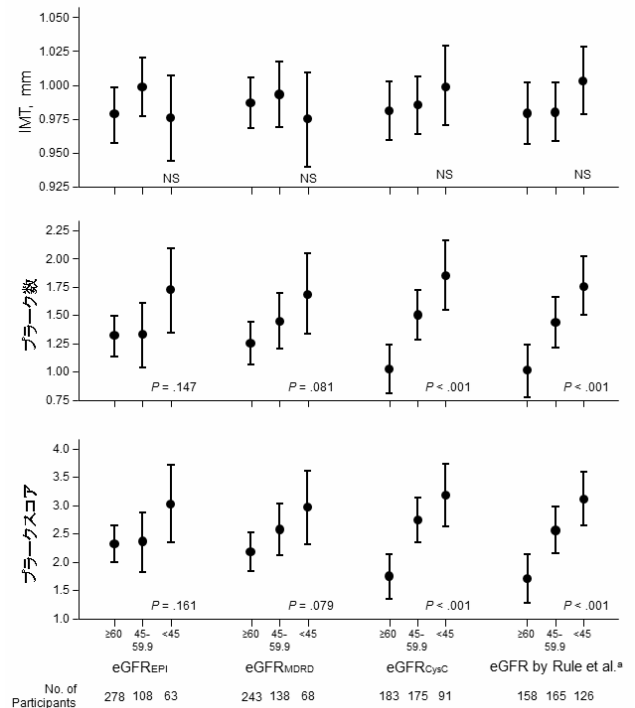 1.050
1.025
1.000
0.975
0.950
0.925
IMT, mm
NS NS NS NS
2.25
2.00
1.75
1.50
1.25
1.00
0.75
プラーク数
P = .147 P = .081 P < .001 P < .001
4.0
3.5
3.0
2.5
2.0
1.5
1.0
プラークスコア
P = .161 P = .079 P < .001 P < .001
≥60 45-59.9 <45 ≥60 45-59.9 <45 ≥60 45-59.9 <45 ≥60 45-59.9 <45
eGFREPI eGFRMDRD eGFRCysC eGFR by Rule et al.a
No. of
Participants 278 108 63 243 138 68 183 175 91 158 165 126